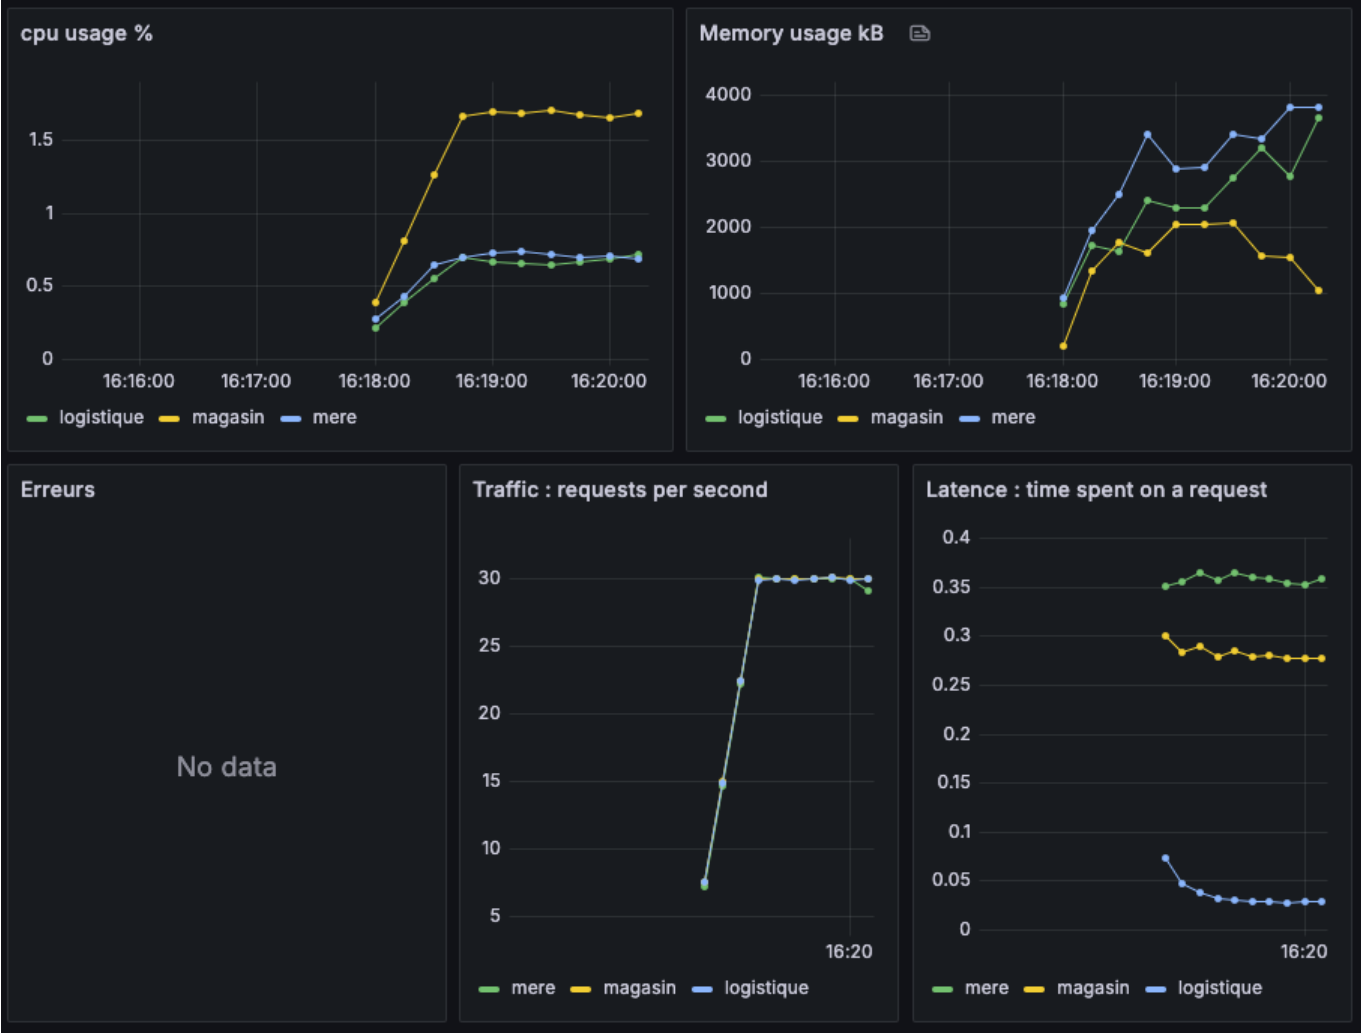 cpu usage %
1.5
1
0.5
0
16:16:00 16:17:00 16:18:00 16:19:00 16:20:00
logistique magasin mere
Memory usage kB
4000
3000
2000
1000
0
16:16:00 16:17:00 16:18:00 16:19:00 16:20:00
logistique magasin mere
Erreurs
No data
Traffic : requests per second
30
25
20
15
10
5
16:20
mere magasin logistique
Latence : time spent on a request
0.4
0.35
0.3
0.25
0.2
0.15
0.1
0.05
0
16:20
mere magasin logistique